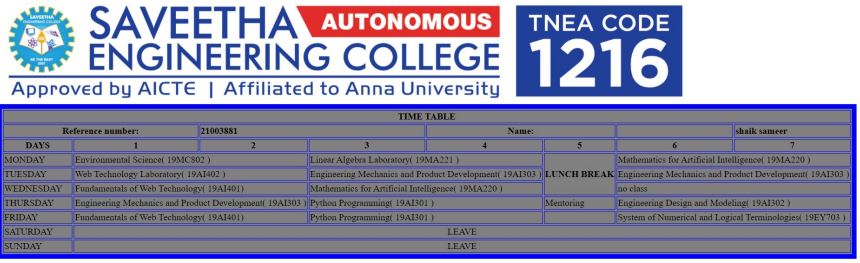 SAVEETHA ENGINEERING COLLEGE
SAVEETHA AUTONOMOUS
ENGINEERING COLLEGE
Approved by AICTE | Affiliated to Anna University
TNEA CODE
1216
TIME TABLE
Reference number: 21003881 Name: shaik sameer
DAYS 1 2 3 4 5 6 7
MONDAY Environmental Science( 19MC802 ) Linear Algebra Laboratory( 19MA221 ) LUNCH BREAK Mathematics for Artificial Intelligence( 19MA220 )
TUESDAY Web Technology Laboratory( 19AI402 ) Engineering Mechanics and Product Development( 19AI303 ) Engineering Mechanics and Product Development( 19AI303 )
WEDNESDAY Fundamentals of Web Technology( 19AI401) Mathematics for Artificial Intelligence( 19MA220 ) no class
THURSDAY Engineering Mechanics and Product Development( 19AI303 ) Python Programming( 19AI301 ) Mentoring Engineering Design and Modeling( 19AI302 )
FRIDAY Fundamentals of Web Technology( 19AI401) Python Programming( 19AI301 ) System of Numerical and Logical Terminologies( 19EY703 )
SATURDAY LEAVE
SUNDAY LEAVE